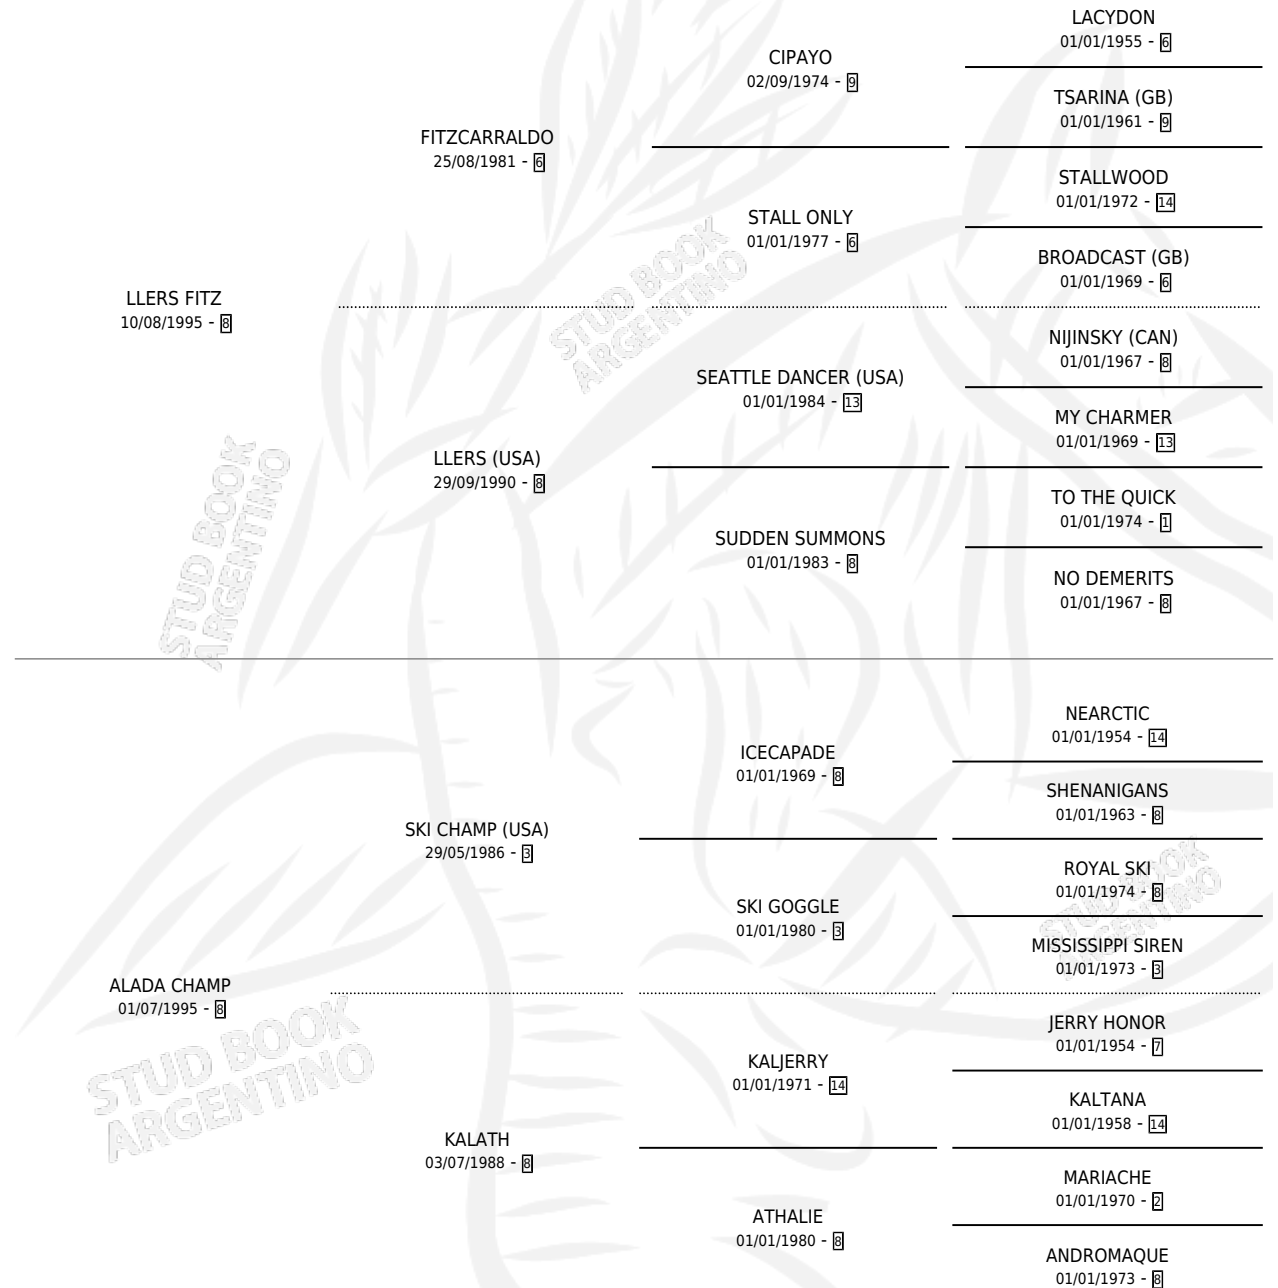 LACYDON
01/01/1955 - 6
CIPAYO
02/09/1974 - 9
TSARINA (GB)
01/01/1961 - 9
FITZCARRALDO
25/08/1981 - 6
STALLWOOD
01/01/1972 - 14
STALL ONLY
01/01/1977 - 6
BROADCAST (GB)
01/01/1969 - 6
LLERS FITZ
10/08/1995 - 8
NIJINSKY (CAN)
01/01/1967 - 8
SEATTLE DANCER (USA)
01/01/1984 - 13
MY CHARMER
01/01/1969 - 13
LLERS (USA)
29/09/1990 - 8
TO THE QUICK
01/01/1974 - 1
SUDDEN SUMMONS
01/01/1983 - 8
NO DEMERITS
01/01/1967 - 8
NEARCTIC
01/01/1954 - 14
ICECAPADE
01/01/1969 - 8
SHENANIGANS
01/01/1963 - 8
SKI CHAMP (USA)
29/05/1986 - 3
ROYAL SKI
01/01/1974 - 8
SKI GOGGLE
01/01/1980 - 3
MISSISSIPPI SIREN
01/01/1973 - 3
ALADA CHAMP
01/07/1995 - 8
JERRY HONOR
01/01/1954 - 7
KALJERRY
01/01/1971 - 14
KALTANA
01/01/1958 - 14
KALATH
03/07/1988 - 8
MARIACHE
01/01/1970 - 2
ATHALIE
01/01/1980 - 8
ANDROMAQUE
01/01/1973 - 8
STUD BOOK
ARGENTINO
STUD BOOK
ARGENTINO
STUD BOOK
ARGENTINO
STUD BOOK
ARGENTINO